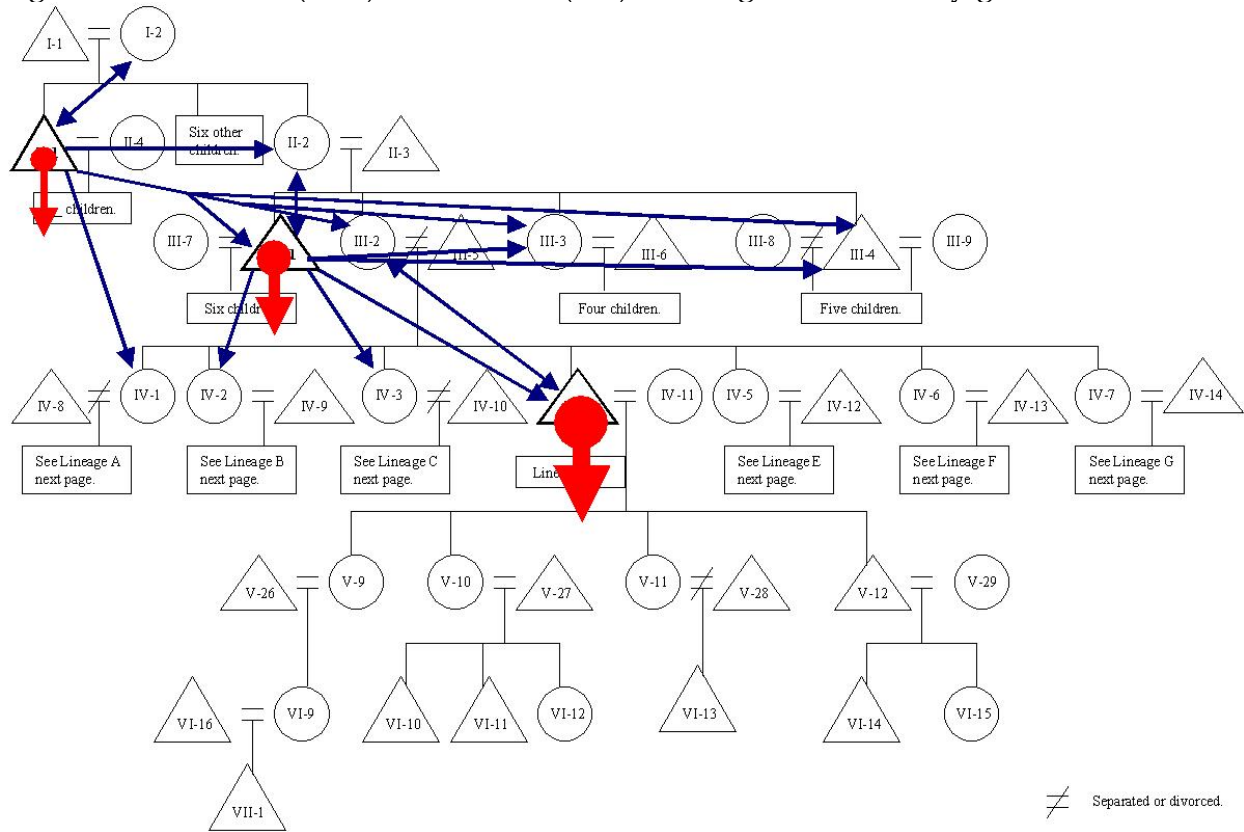 I-1
I-2
II-4
Six other
children.
II-2
II-3
children.
III-7
III-2
III-5
III-3
III-6
III-8
III-4
III-9
Six
Four children.
Five children.
IV-8
IV-1
IV-2
IV-9
IV-3
IV-10
IV-11
IV-5
IV-12
IV-6
IV-13
IV-7
IV-14
See Lineage A
next page.
See Lineage B
next page.
See Lineage C
next page.
See Lineage E
next page.
See Lineage F
next page.
See Lineage G
next page.
V-26
V-9
V-10
V-27
V-11
V-28
V-12
V-29
VI-16
VI-9
VI-10
VI-11
VI-12
VI-13
VI-14
VI-15
VII-1
Separated or divorced.